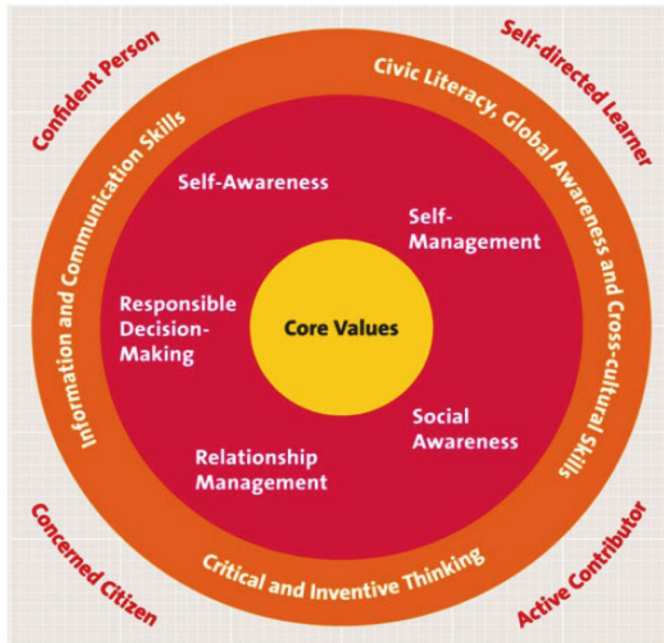 Confident Person
Self-directed Learner
Information and Communication Skills
Civic Literacy, Global Awareness and Cross-cultural Skills
Self-Awareness
Self-
Management
Responsible
Decision-
Making
Core Values
Social
Awareness
Relationship
Management
Critical and Inventive Thinking
Concerned Citizen
Active Contributor